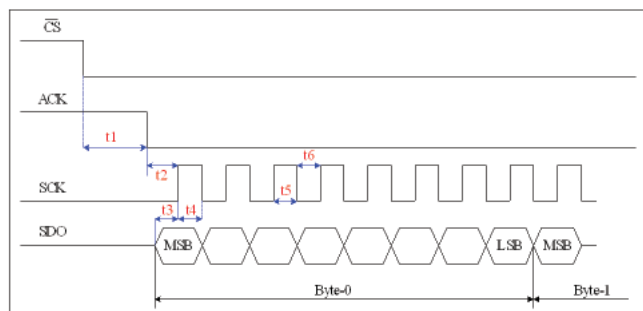 CS
ACK
t1
t2
t6
SCK
t5
t3 t4
SDO
MSB LSB MSB
Byte-0 Byte-1